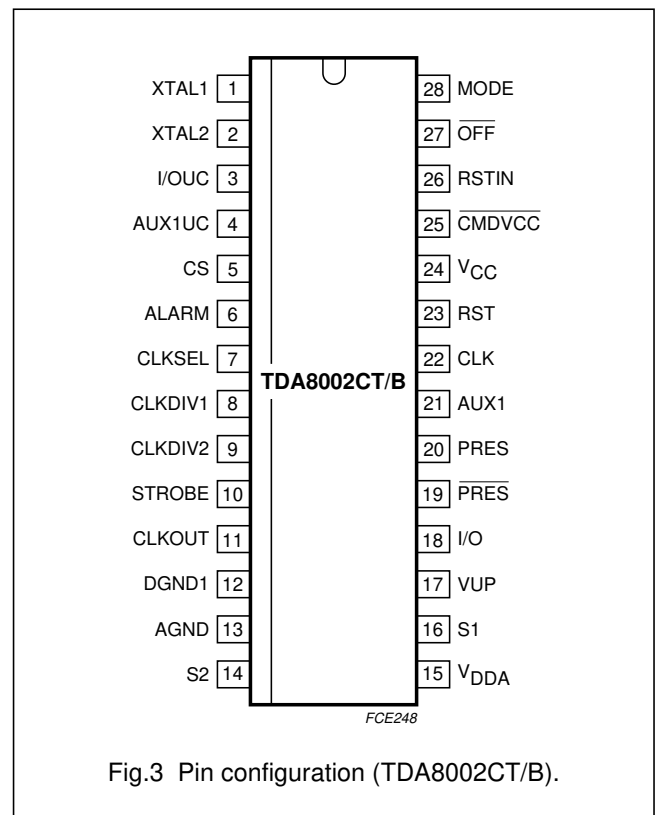 XTAL1 1 28 MODE
XTAL2 2 27 O̅F̅F̅
I/OUC 3 26 RSTIN
AUX1UC 4 25 C̅M̅D̅V̅C̅C̅
CS 5 24 VCC
ALARM 6 23 RST
CLKSEL 7 22 CLK
TDA8002CT/B
CLKDIV1 8 21 AUX1
CLKDIV2 9 20 PRES
STROBE 10 19 P̅R̅E̅S̅
CLKOUT 11 18 I/O
DGND1 12 17 VUP
AGND 13 16 S1
S2 14 15 VDDA
FCE248
Fig.3 Pin configuration (TDA8002CT/B).